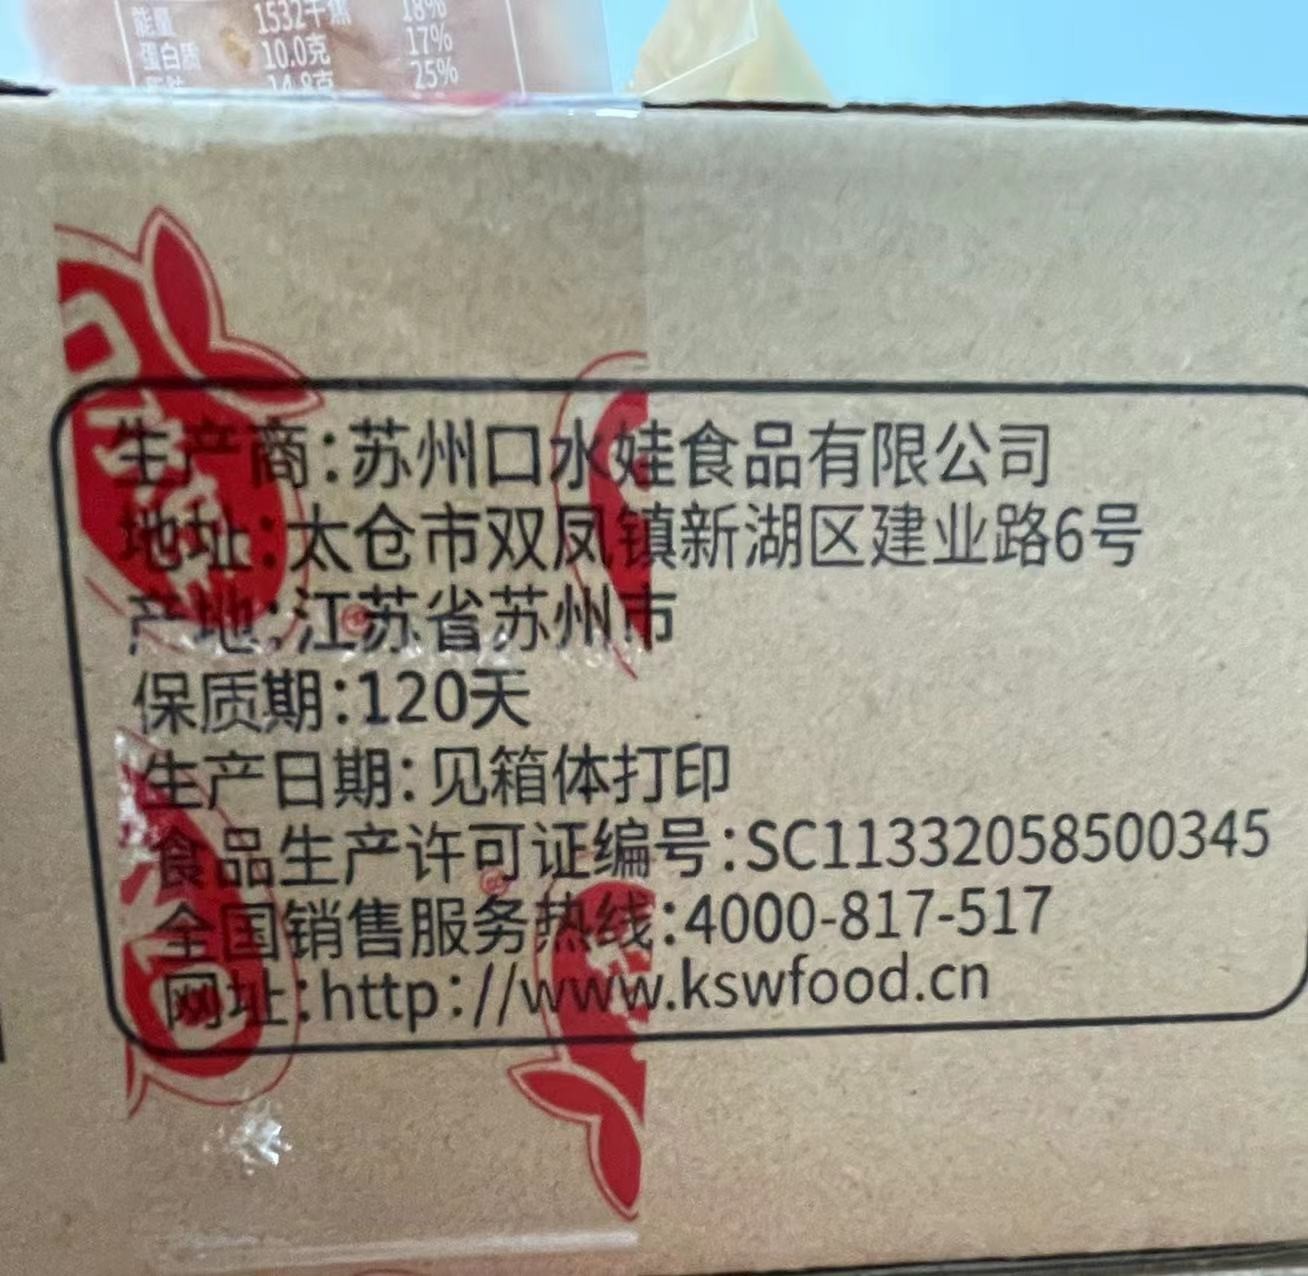 能量 1532千焦 18%
蛋白质 10.0克 17%
14.8克 25%
生产商:苏州口水娃食品有限公司
地址:太仓市双凤镇新湖区建业路6号
产地:江苏省苏州市
保质期:120天
生产日期:见箱体打印
食品生产许可证编号:SC11332058500345
全国销售服务热线:4000-817-517
网址:http://www.kswfood.cn